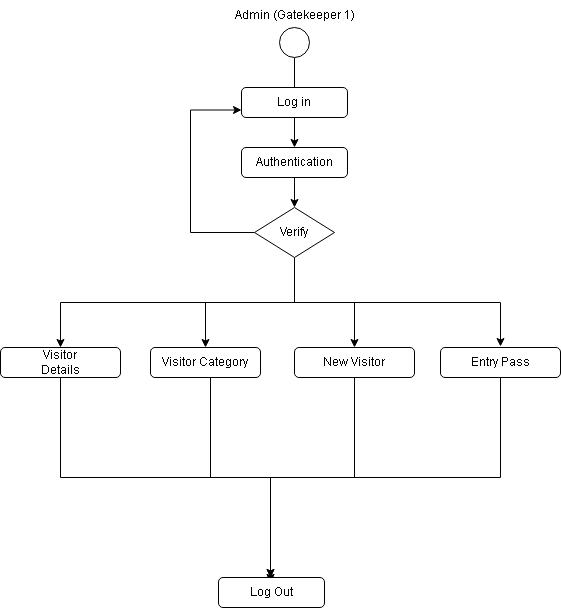 Admin (Gatekeeper 1)
Log in
Authentication
Verify
Visitor
Details
Visitor Category
New Visitor
Entry Pass
Log Out